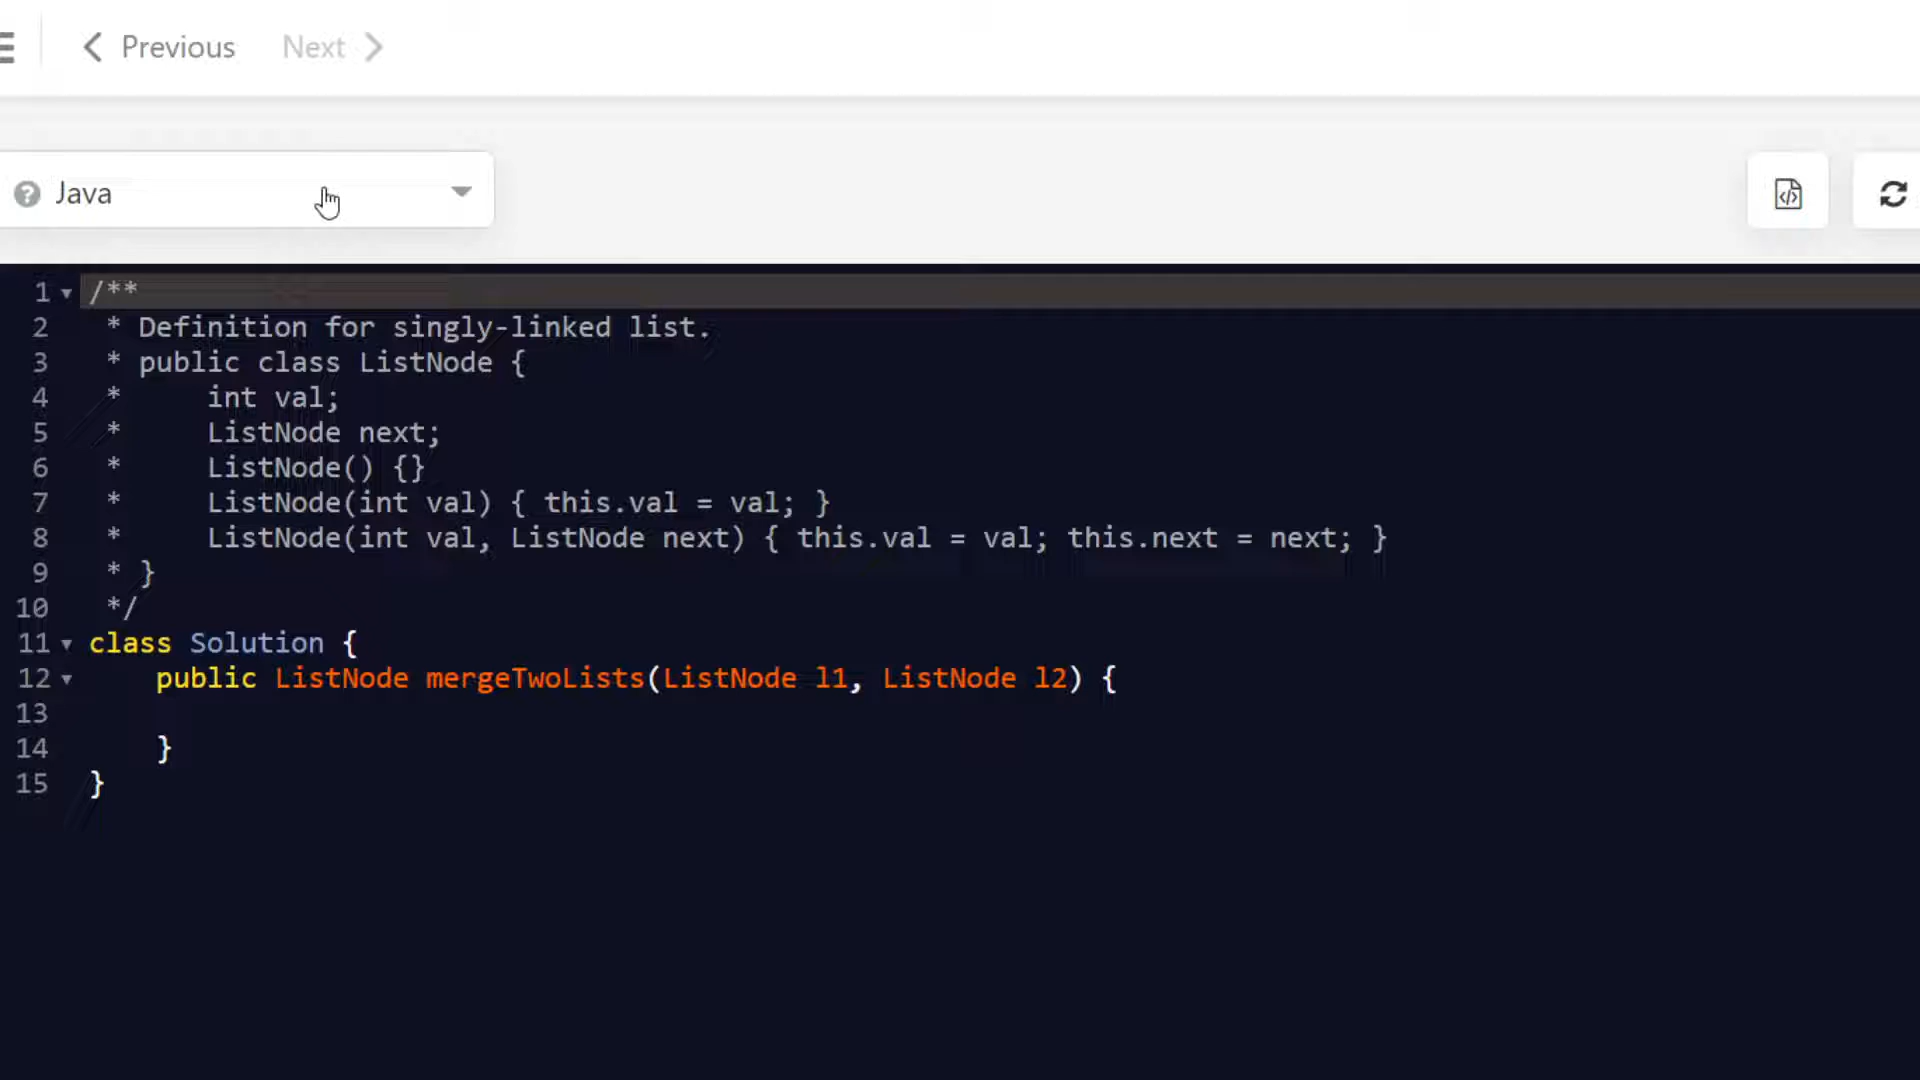 Previous Next
Java
1 /**
2 * Definition for singly-linked list.
3 * public class ListNode {
4 * int val;
5 * ListNode next;
6 * ListNode() {}
7 * ListNode(int val) { this.val = val; }
8 * ListNode(int val, ListNode next) { this.val = val; this.next = next; }
9 * }
10 */
11 class Solution {
12 public ListNode mergeTwoLists(ListNode l1, ListNode l2) {
13
14 }
15 }